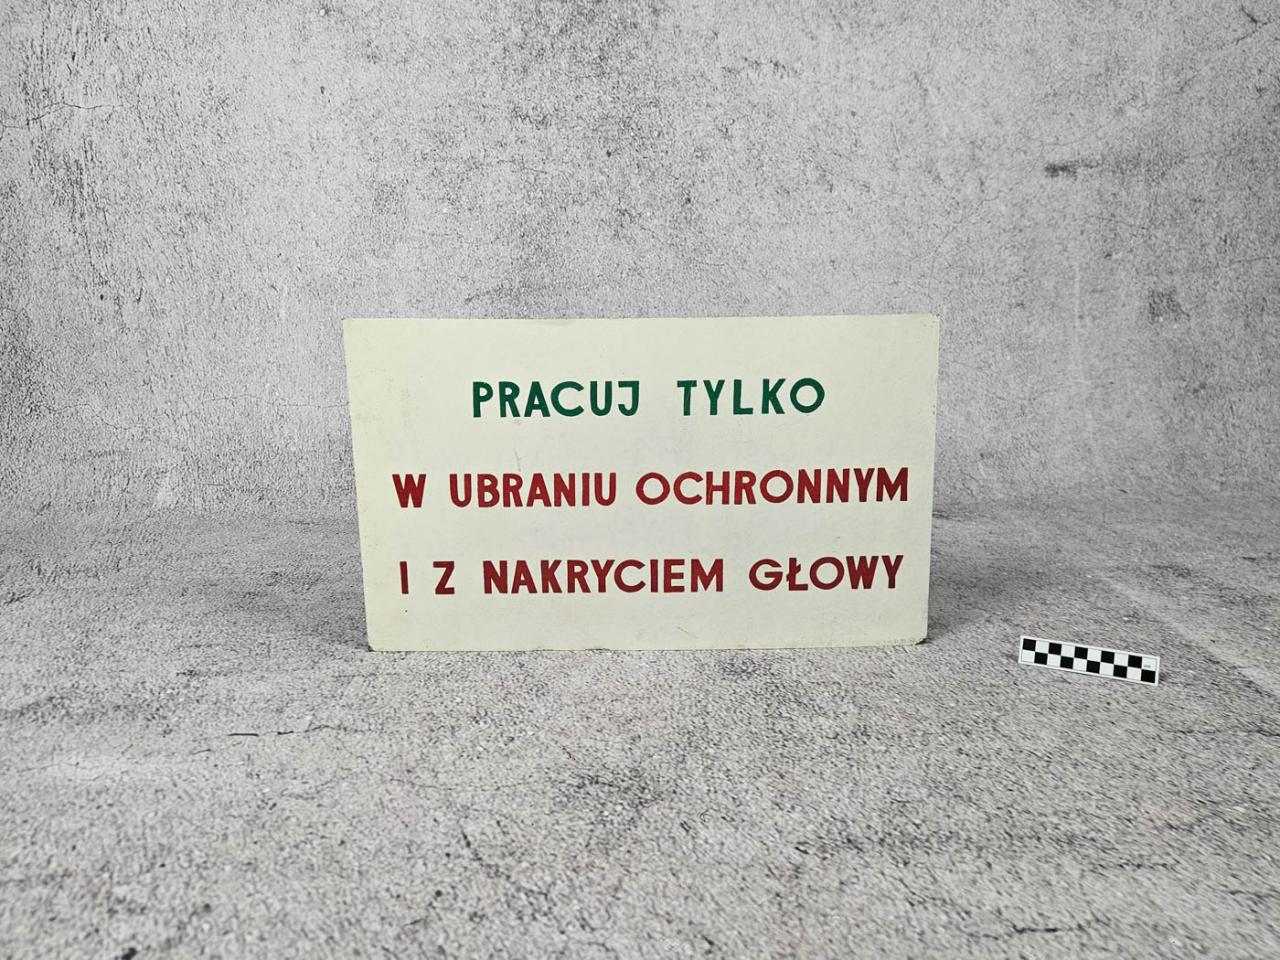 PRACUJ TYLKO
W UBRANIU OCHRONNYM
I Z NAKRYCIEM GŁOWY